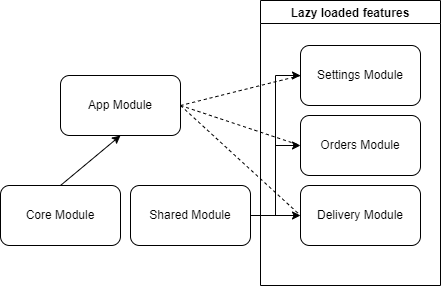 Lazy loaded features
Settings Module
App Module
Orders Module
Core Module
Shared Module
Delivery Module